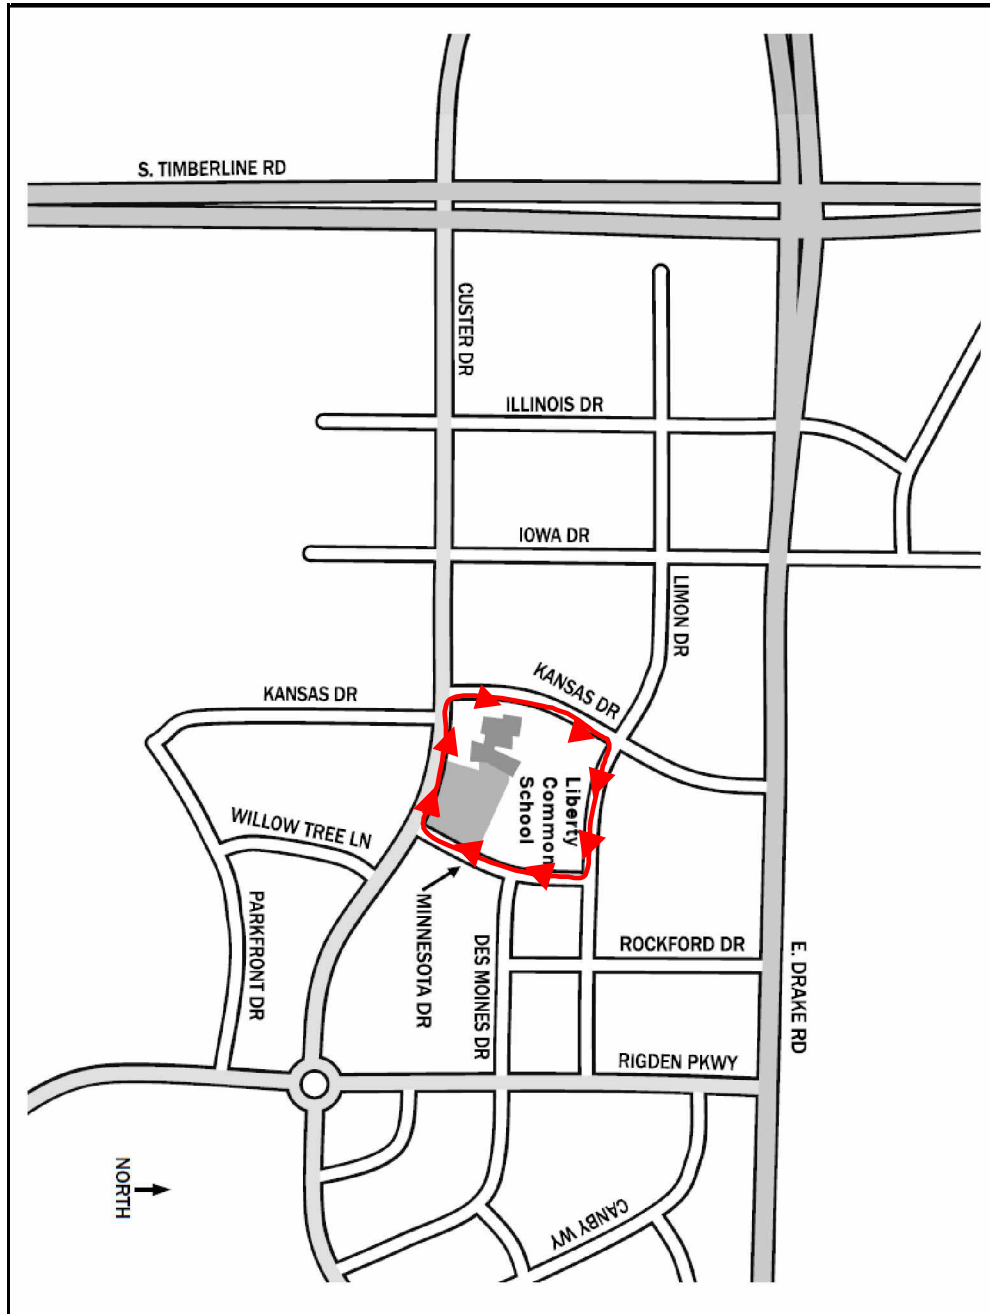 S. TIMBERLINE RD
CUSTER DR
ILLINOIS DR
IOWA DR
LIMON DR
KANSAS DR
KANSAS DR
Liberty
Common
School
WILLOW TREE LN
PARKFRONT DR
MINNESOTA DR
DES MOINES DR
ROCKFORD DR
E. DRAKE RD
RIGDEN PKWY
NORTH
CANBY WY